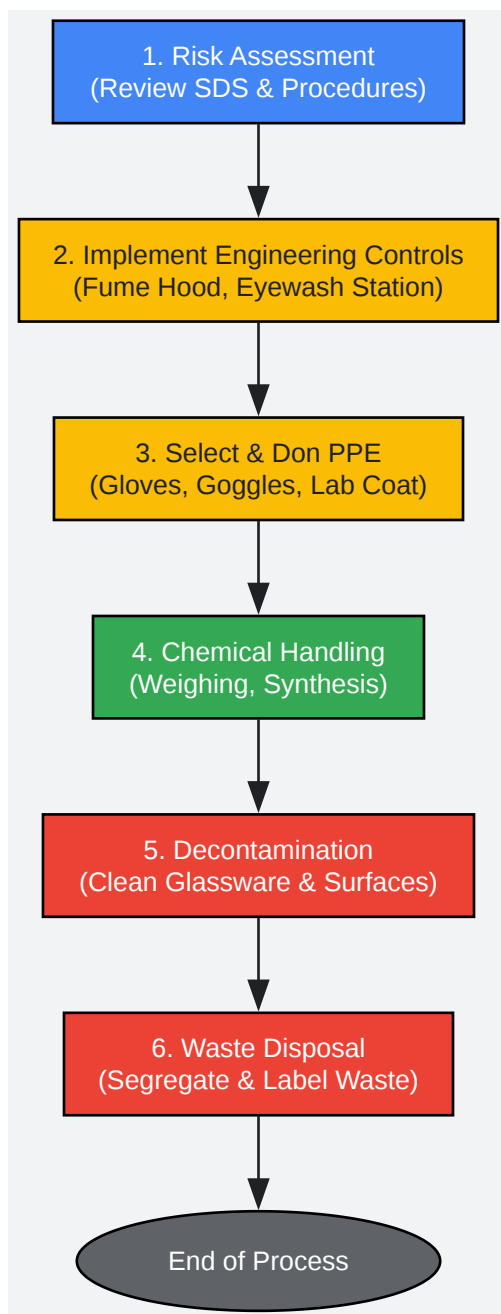 1. Risk Assessment
(Review SDS & Procedures)
2. Implement Engineering Controls
(Fume Hood, Eyewash Station)
3. Select & Don PPE
(Gloves, Goggles, Lab Coat)
4. Chemical Handling
(Weighing, Synthesis)
5. Decontamination
(Clean Glassware & Surfaces)
6. Waste Disposal
(Segregate & Label Waste)
End of Process